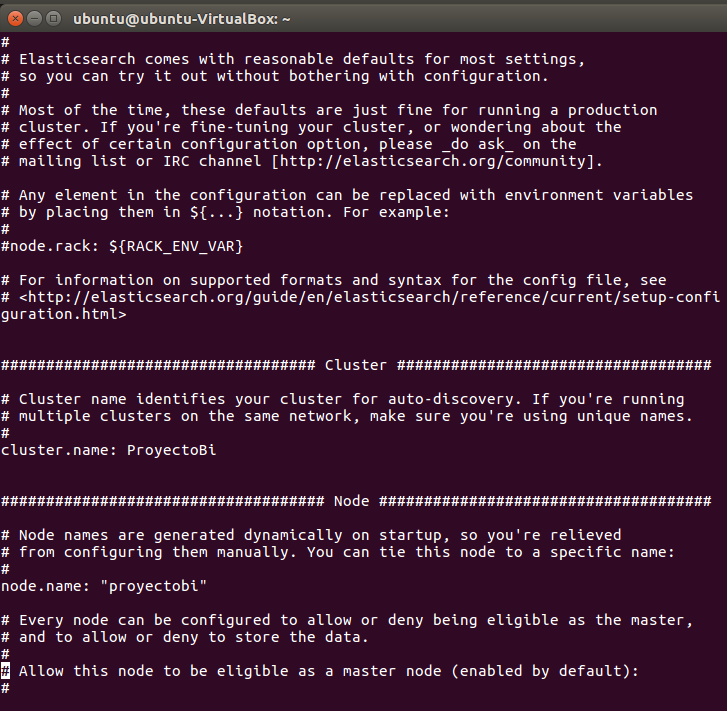 ubuntu@ubuntu-VirtualBox: ~
#
# Elasticsearch comes with reasonable defaults for most settings,
# so you can try it out without bothering with configuration.
#
# Most of the time, these defaults are just fine for running a production
# cluster. If you're fine-tuning your cluster, or wondering about the
# effect of certain configuration option, please _do ask_ on the
# mailing list or IRC channel [http://elasticsearch.org/community].
# Any element in the configuration can be replaced with environment variables
# by placing them in ${...} notation. For example:
#
#node.rack: ${RACK_ENV_VAR}
# For information on supported formats and syntax for the config file, see
# <http://elasticsearch.org/guide/en/elasticsearch/reference/current/setup-confi
guration.html>
################################### Cluster ###################################
# Cluster name identifies your cluster for auto-discovery. If you're running
# multiple clusters on the same network, make sure you're using unique names.
#
cluster.name: ProyectoBi
#################################### Node #####################################
# Node names are generated dynamically on startup, so you're relieved
# from configuring them manually. You can tie this node to a specific name:
#
node.name: "proyectobi"
# Every node can be configured to allow or deny being eligible as the master,
# and to allow or deny to store the data.
#
# Allow this node to be eligible as a master node (enabled by default):
#